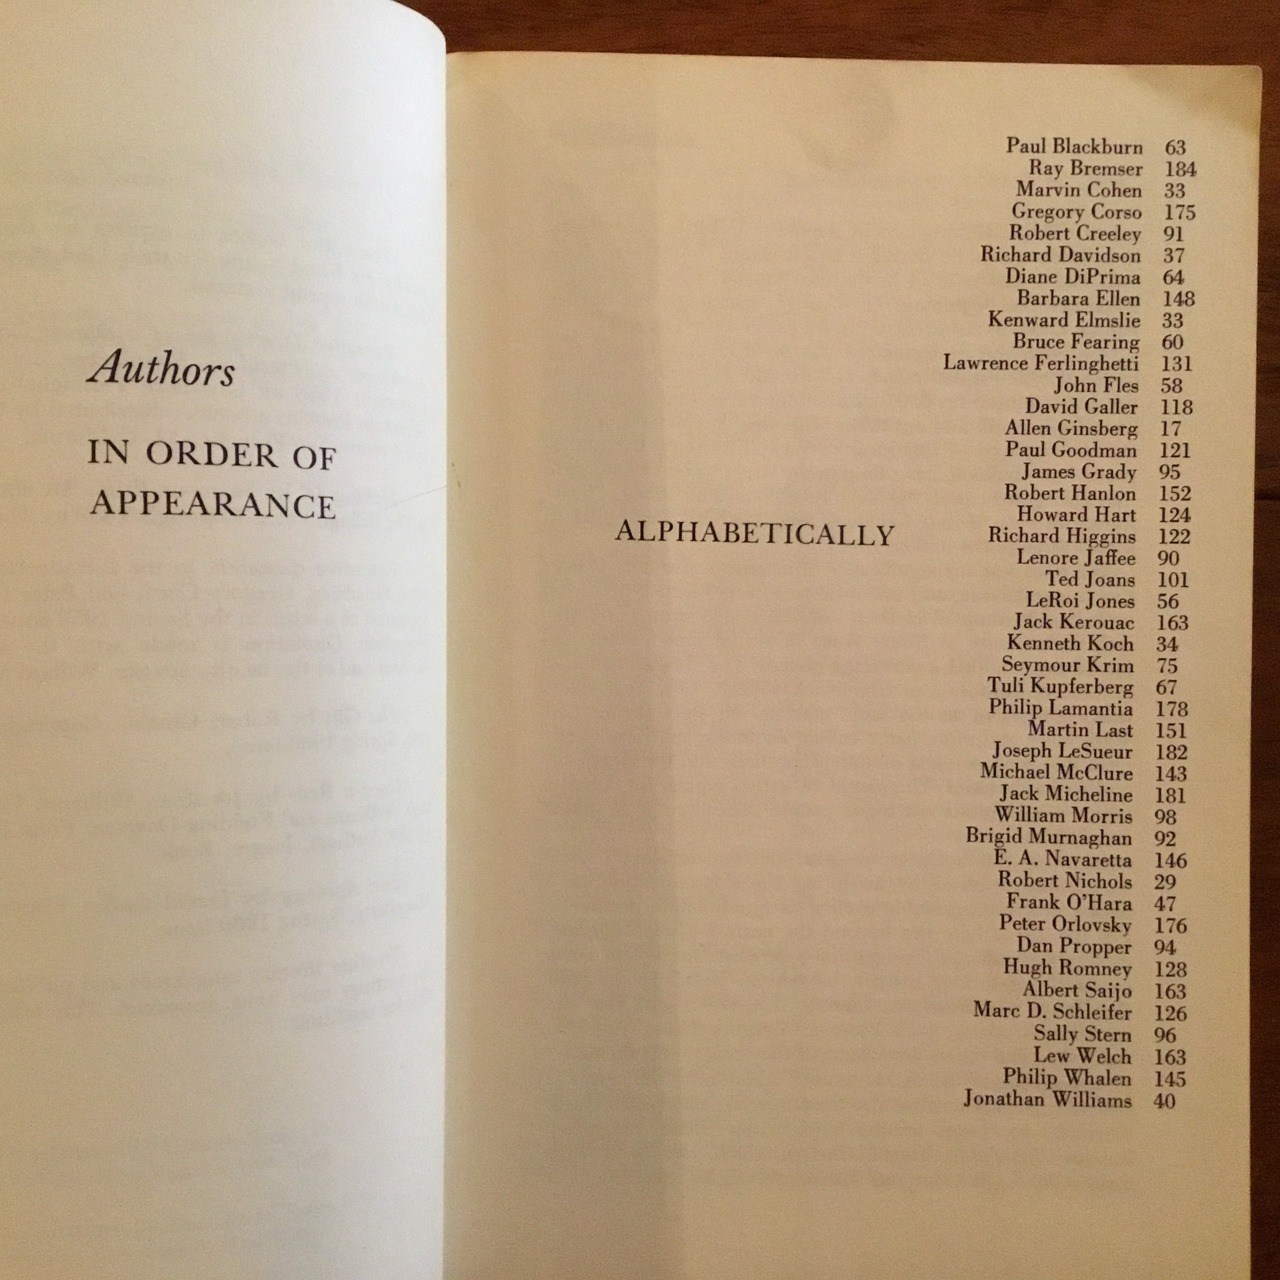 Authors
IN ORDER OF
APPEARANCE
ALPHABETICALLY
Paul Blackburn 63
Ray Bremser 184
Marvin Cohen 33
Gregory Corso 175
Robert Creeley 91
Richard Davidson 37
Diane DiPrima 64
Barbara Ellen 148
Kenward Elmslie 33
Bruce Fearing 60
Lawrence Ferlinghetti 131
John Fles 58
David Galler 118
Allen Ginsberg 17
Paul Goodman 121
James Grady 95
Robert Hanlon 152
Howard Hart 124
Richard Higgins 122
Lenore Jaffee 90
Ted Joans 101
LeRoi Jones 56
Jack Kerouac 163
Kenneth Koch 34
Seymour Krim 75
Tuli Kupferberg 67
Philip Lamantia 178
Martin Last 151
Joseph LeSueur 182
Michael McClure 143
Jack Micheline 181
William Morris 98
Brigid Murnaghan 92
E. A. Navaretta 146
Robert Nichols 29
Frank O'Hara 47
Peter Orlovsky 176
Dan Propper 94
Hugh Romney 128
Albert Saijo 163
Marc D. Schleifer 126
Sally Stern 96
Lew Welch 163
Philip Whalen 145
Jonathan Williams 40